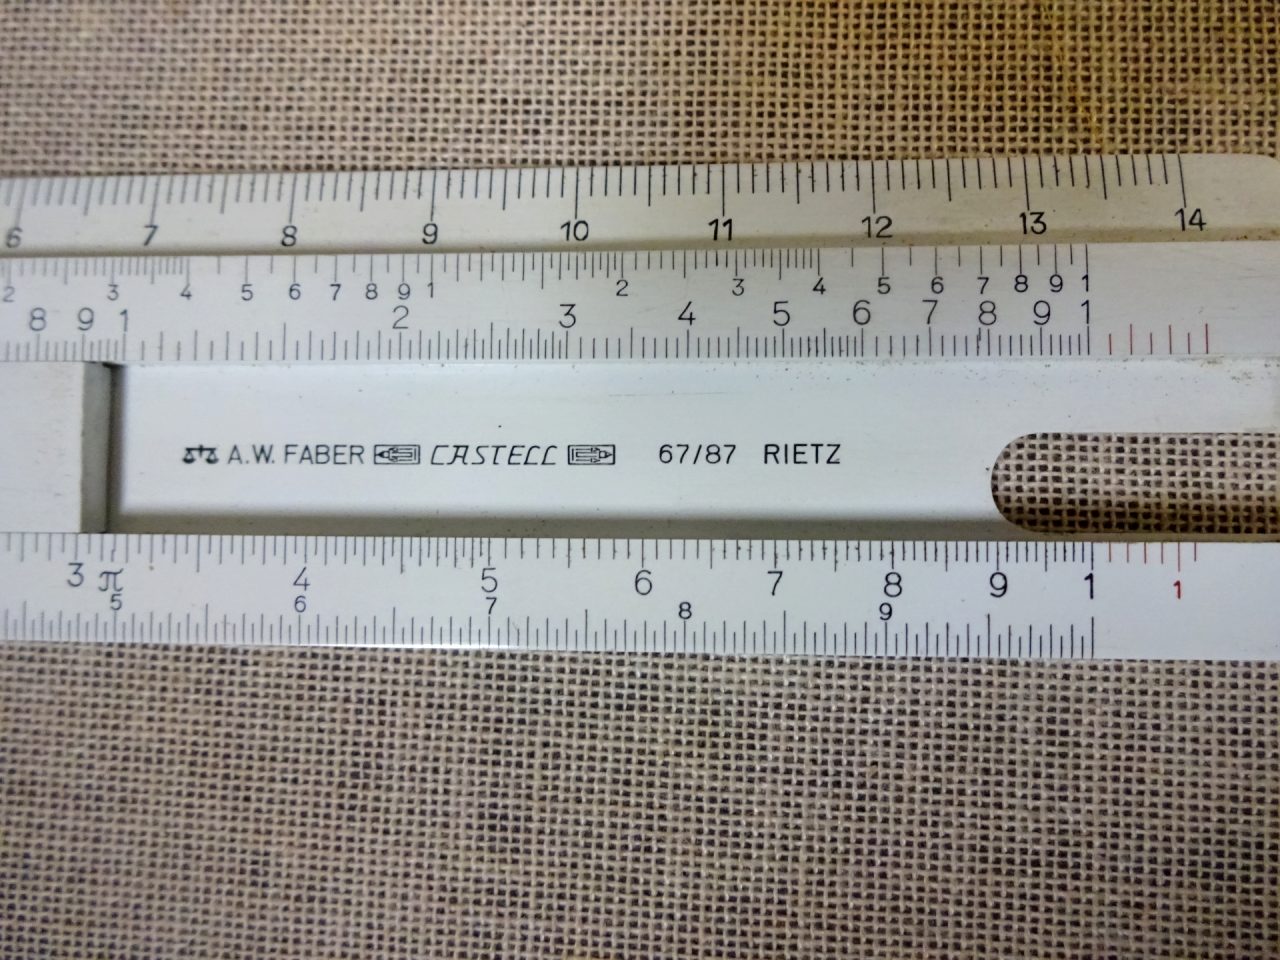 6 7 8 9 10 11 12 13 14
2 3 4 5 6 7 8 9 1 2 3 4 5 6 7 8 9 1
8 9 1 2 3 4 5 6 7 8 9 1
A.W. FABER CASTELL 67/87 RIETZ
3 π 4 5 6 7 8 9 1 1
5 6 7 8 9